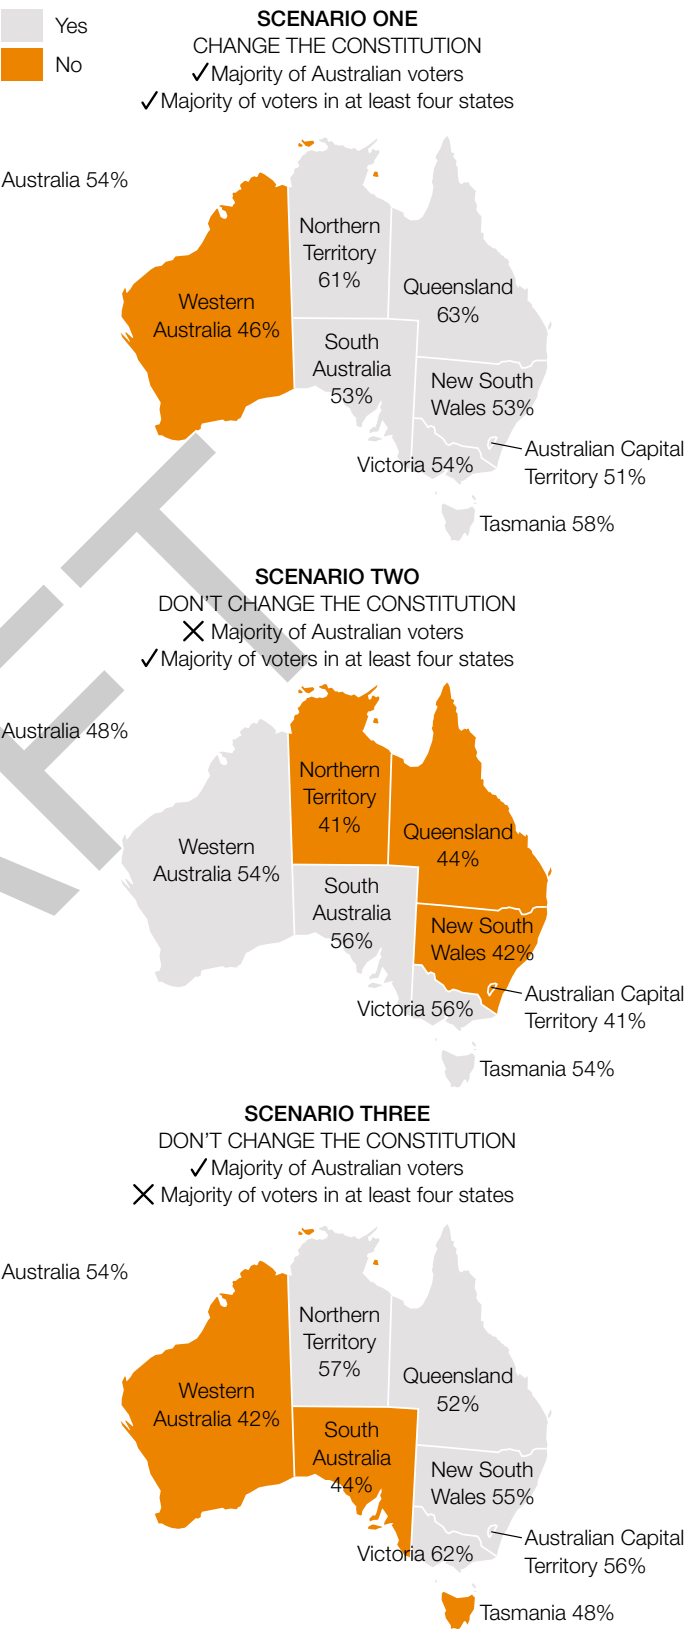 Yes
No
SCENARIO ONE
CHANGE THE CONSTITUTION
✓Majority of Australian voters
✓Majority of voters in at least four states
Australia 54%
Northern
Territory
61%
Queensland
63%
Western
Australia 46%
South
Australia
53%
New South
Wales 53%
Australian Capital
Territory 51%
Victoria 54%
Tasmania 58%
SCENARIO TWO
DON'T CHANGE THE CONSTITUTION
✕ Majority of Australian voters
✓Majority of voters in at least four states
Australia 48%
Northern
Territory
41%
Queensland
44%
Western
Australia 54%
South
Australia
56%
New South
Wales 42%
Australian Capital
Territory 41%
Victoria 56%
Tasmania 54%
SCENARIO THREE
DON'T CHANGE THE CONSTITUTION
✓Majority of Australian voters
✕ Majority of voters in at least four states
Australia 54%
Northern
Territory
57%
Queensland
52%
Western
Australia 42%
South
Australia
44%
New South
Wales 55%
Australian Capital
Territory 56%
Victoria 62%
Tasmania 48%